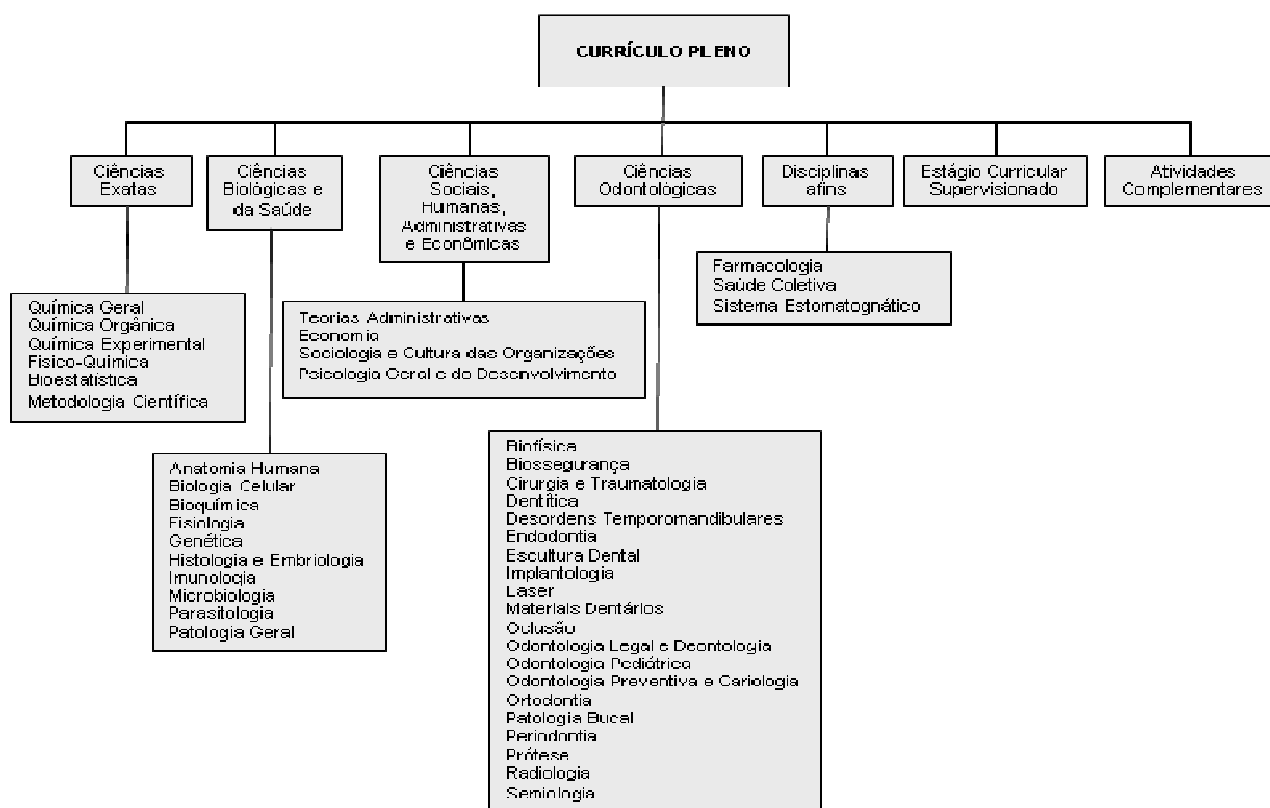 CURRÍCULO PLENO
Ciências
Exatas
Ciências
Biológicas e
da Saúde
Ciências
Sociais,
Humanas,
Administrativas
e Econômicas
Ciências
Odontológicas
Disciplinas
afins
Estágio Curricular
Supervisionado
Atividades
Complementares
Química Geral
Química Orgânica
Química Experimental
Físico-Química
Bioestatística
Metodologia Científica
Anatomia Humana
Biologia Celular
Bioquímica
Fisiologia
Genética
Histologia e Embriologia
Imunologia
Microbiologia
Parasitologia
Patologia Geral
Teorias Administrativas
Economia
Sociologia e Cultura das Organizações
Psicologia Geral e do Desenvolvimento
Biofísica
Biossegurança
Cirurgia e Traumatologia
Dentítica
Desordens Temporomandibulares
Endodontia
Escultura Dental
Implantologia
Laser
Materiais Dentários
Oclusão
Odontologia Legal e Deontologia
Odontologia Pediátrica
Odontologia Preventiva e Cariologia
Ortodontia
Patologia Bucal
Periodontia
Prótese
Radiologia
Semiologia
Farmacologia
Saúde Coletiva
Sistema Estomatognático